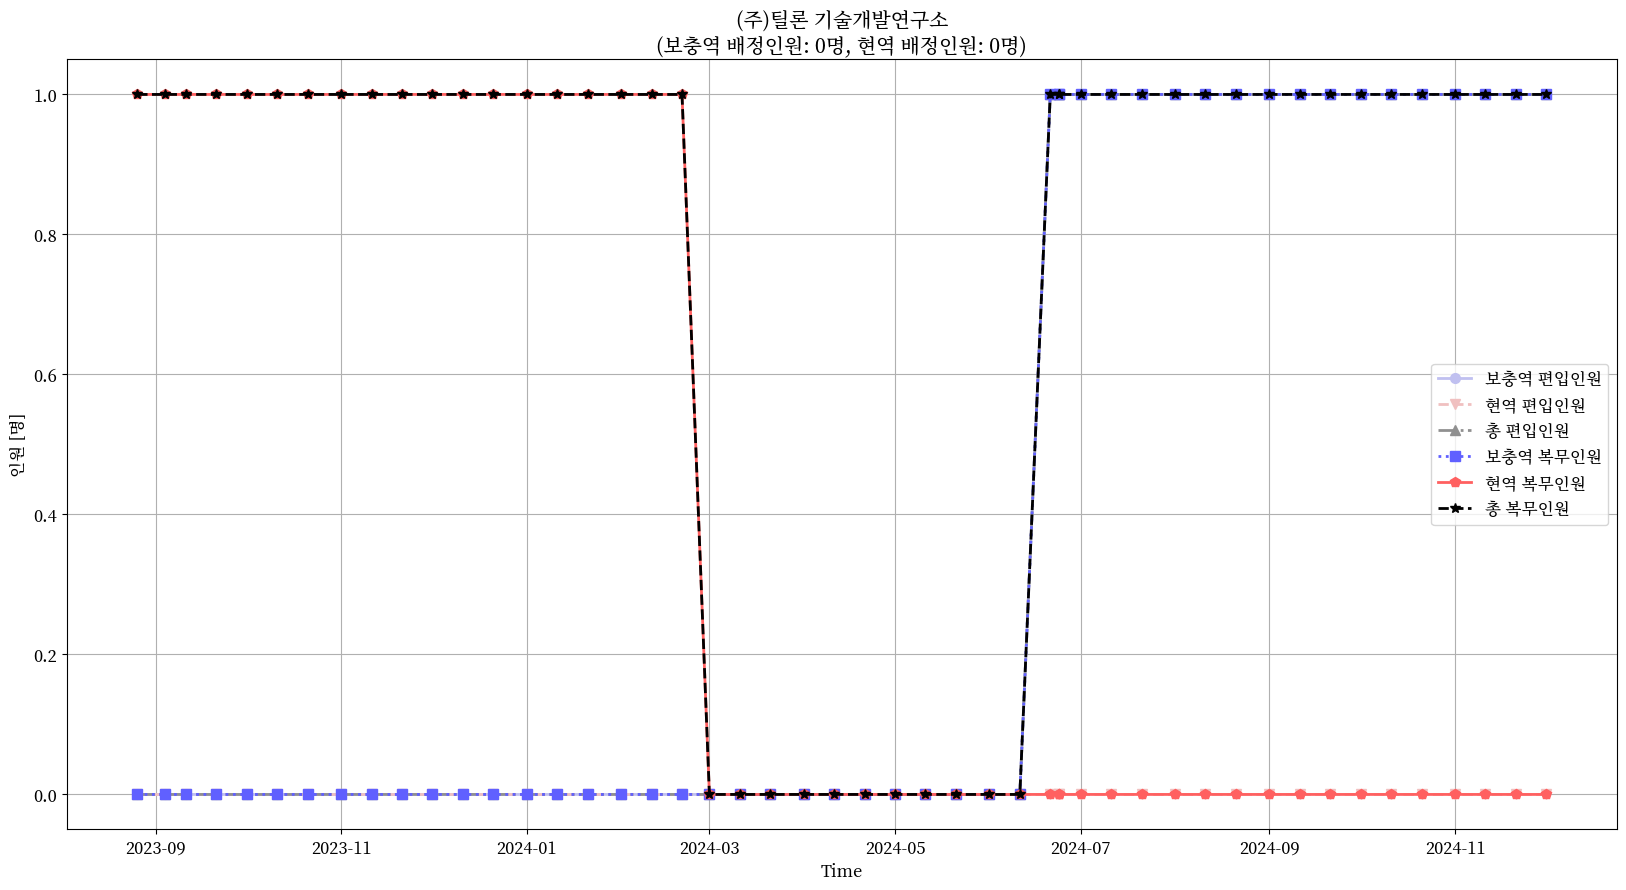 (주)틸론 기술개발연구소
(보충역 배정인원: 0명, 현역 배정인원: 0명)
1.0
0.8
0.6
0.4
0.2
0.0
인원 [명]
보충역 편입인원
현역 편입인원
총 편입인원
보충역 복무인원
현역 복무인원
총 복무인원
2023-09 2023-11 2024-01 2024-03 2024-05 2024-07 2024-09 2024-11
Time